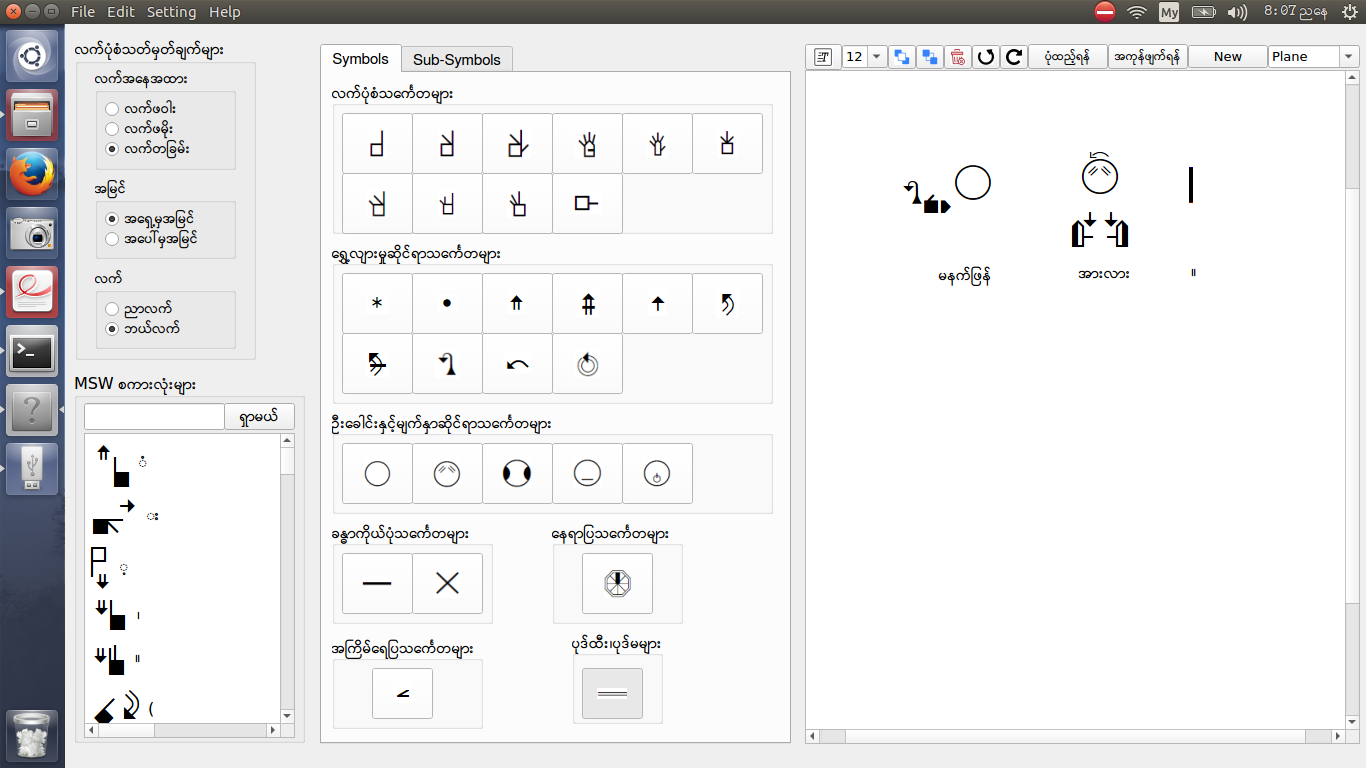 File Edit Setting Help
My 8:07ညနေ
လက်ပုံစံသတ်မှတ်ချက်များ
လက်အနေအထား
လက်ဖဝါး
လက်ဖမိုး
လက်တခြမ်း
အမြင်
အရှေ့မှအမြင်
အပေါ်မှအမြင်
လက်
ညာလက်
ဘယ်လက်
MSW စကားလုံးများ
ရှာမယ်
ံ
း
့
၊
။
(
Symbols Sub-Symbols
လက်ပုံစံသင်္ကေတများ
ရွှေ့လျားမှုဆိုင်ရာသင်္ကေတများ
ဦးခေါင်းနှင့်မျက်နှာဆိုင်ရာသင်္ကေတများ
ခန္ဓာကိုယ်ပုံသင်္ကေတများ နေရာပြသင်္ကေတများ
အကြိမ်ရေပြသင်္ကေတများ ပုဒ်ထီး၊ပုဒ်မများ
T 12 ပုံထည့်ရန် အကုန်ဖျက်ရန် New Plane
မနက်ဖြန် အားလား ။